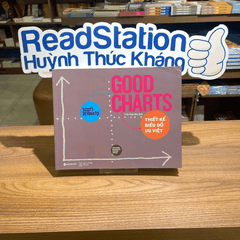 ReadStation
Huỳnh Thúc Kháng
GOOD
CHARTS
SCOTT
BERINATO
THIẾT KẾ
BIỂU ĐỒ
ƯU VIỆT